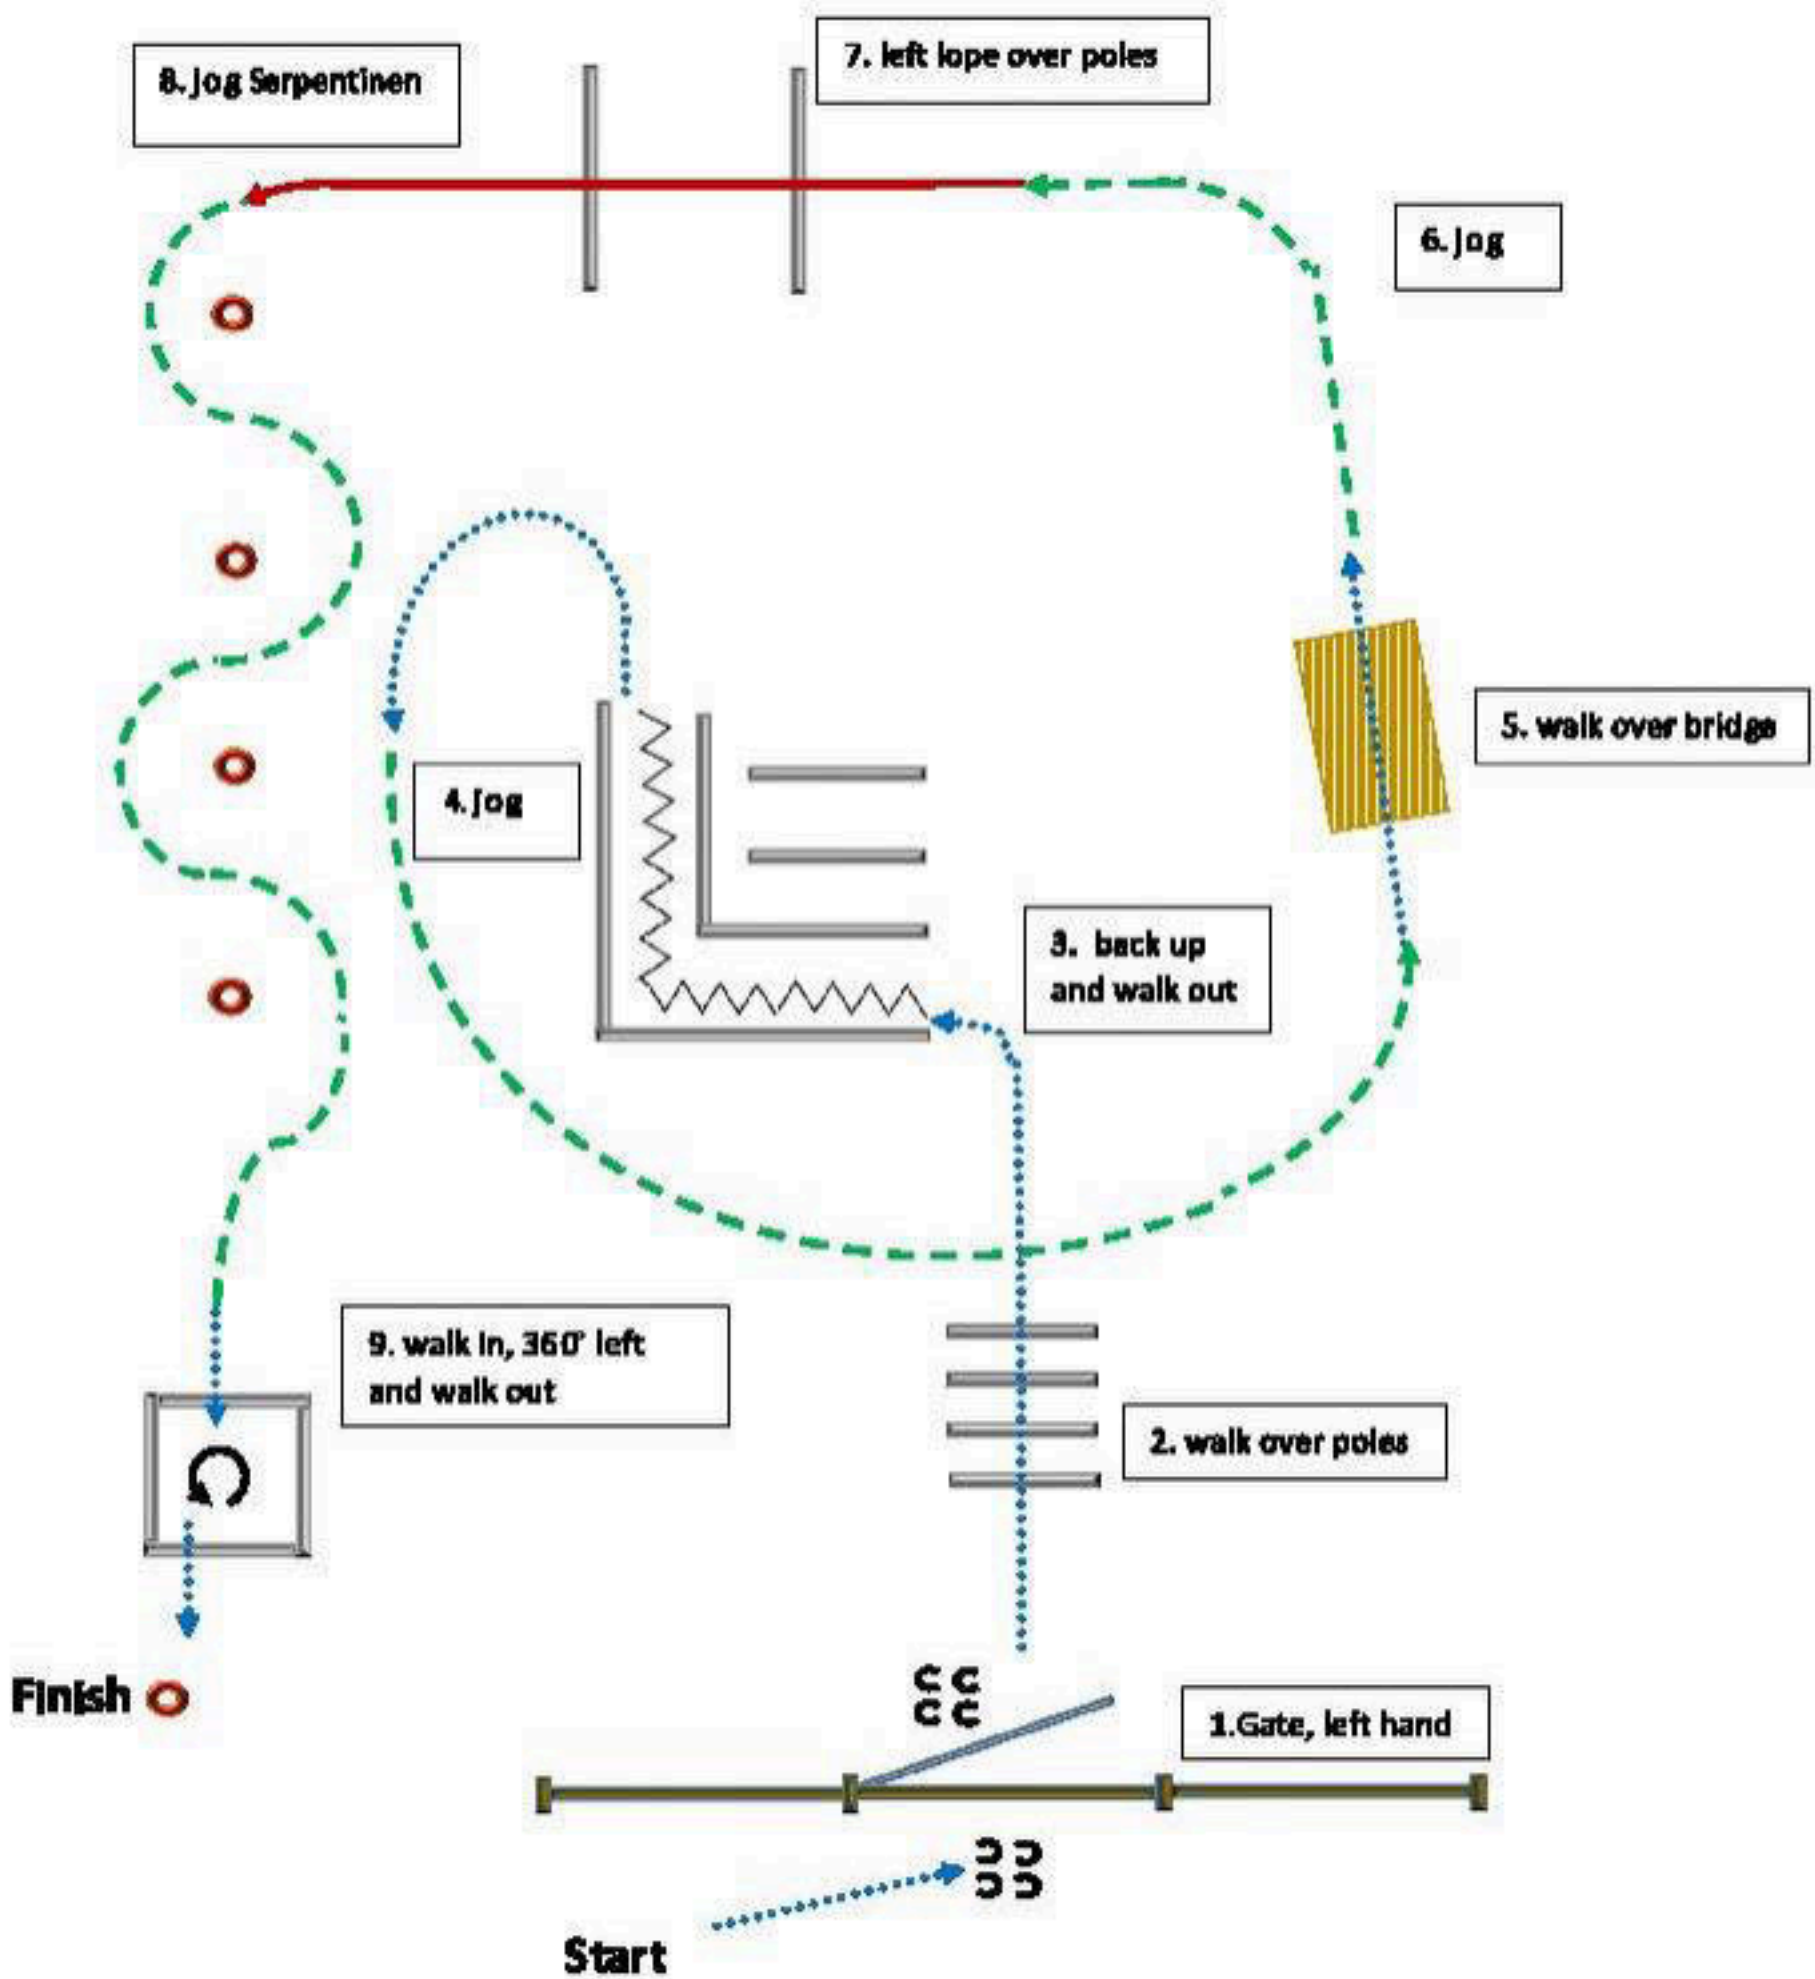 8. Jog Serpentinen
7. left lope over poles
6. Jog
5. walk over bridge
4. Jog
3. back up
and walk out
9. walk in, 360° left
and walk out
2. walk over poles
Finish
1.Gate, left hand
Start